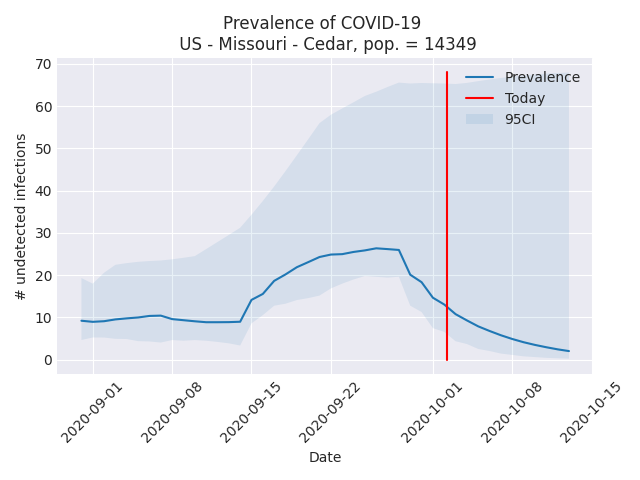 Prevalence of COVID-19
US - Missouri - Cedar, pop. = 14349
# undetected infections
70
60
50
40
30
20
10
0
Prevalence
Today
95CI
2020-09-01
2020-09-08
2020-09-15
2020-09-22
2020-10-01
2020-10-08
2020-10-15
Date